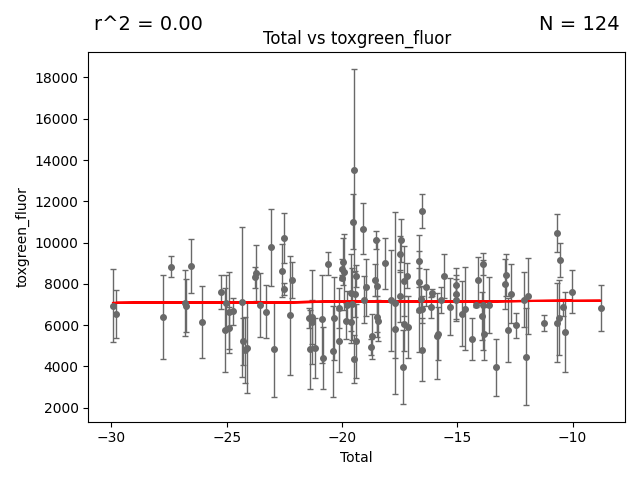 r^2 = 0.00
N = 124
Total vs toxgreen_fluor
18000
16000
14000
12000
10000
8000
6000
4000
2000
toxgreen_fluor
−30
−25
−20
−15
−10
Total